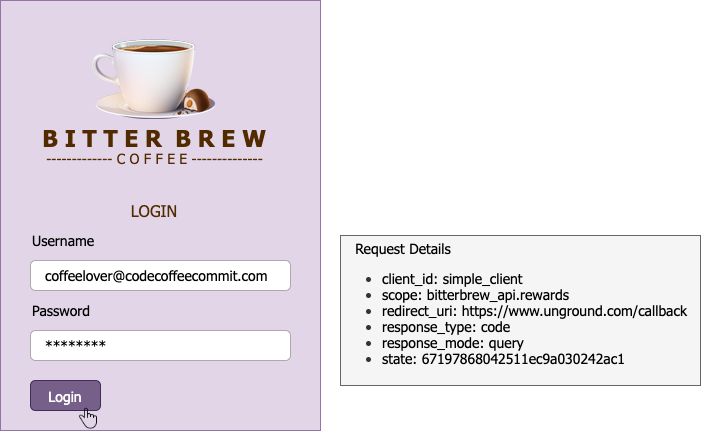 BITTER BREW
------------- COFFEE -------------
LOGIN
Username
coffeelover@codecoffeecommit.com
Password
********
Login
Request Details
• client_id: simple_client
• scope: bitterbrew_api.rewards
• redirect_uri: https://www.unground.com/callback
• response_type: code
• response_mode: query
• state: 67197868042511ec9a030242ac1